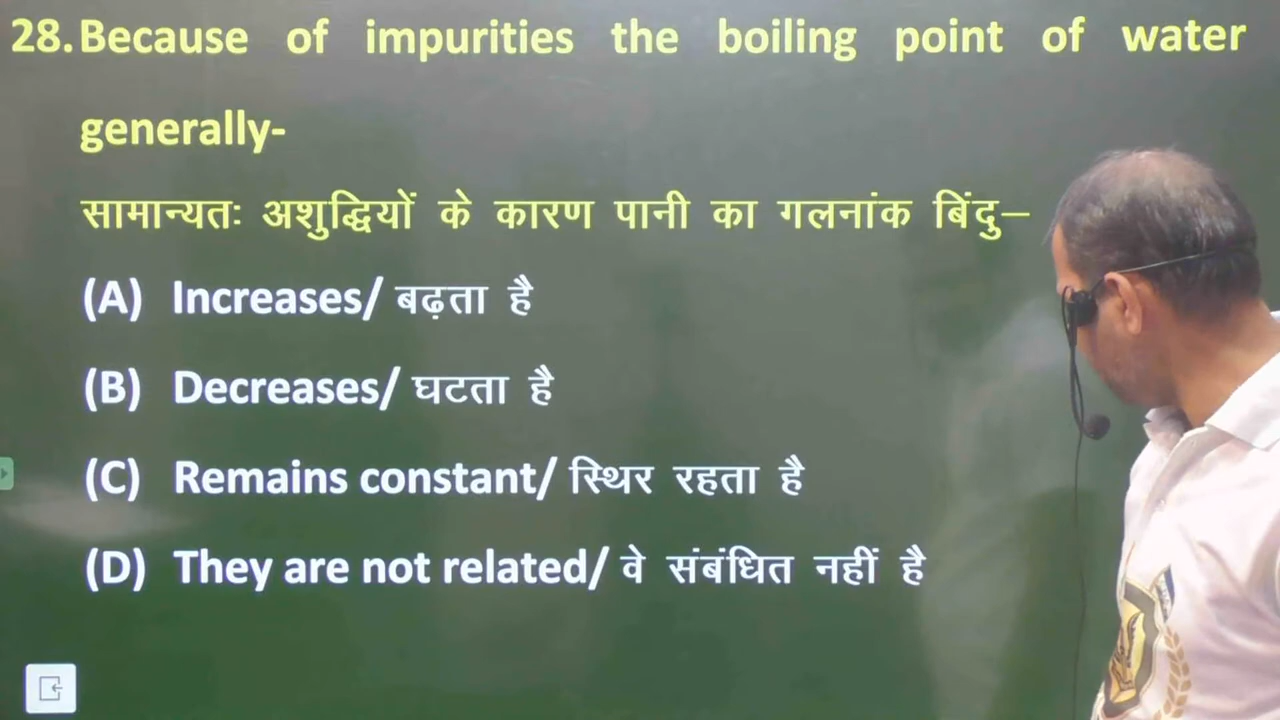 28. Because of impurities the boiling point of water
generally-
सामान्यतः अशुद्धियों के कारण पानी का गलनांक बिंदु–
(A) Increases/ बढ़ता है
(B) Decreases/ घटता है
(C) Remains constant/ स्थिर रहता है
(D) They are not related/ वे संबंधित नहीं है